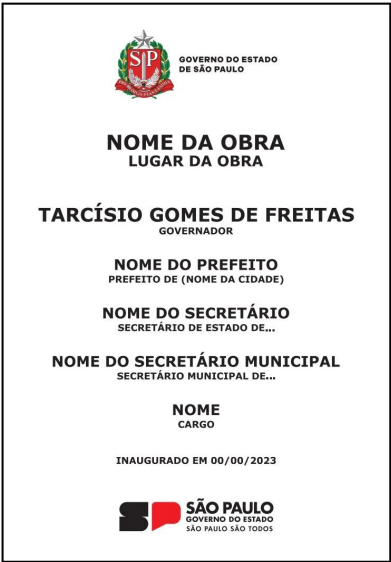 SP
GOVERNO DO ESTADO
DE SÃO PAULO
NOME DA OBRA
LUGAR DA OBRA
TARCÍSIO GOMES DE FREITAS
GOVERNADOR
NOME DO PREFEITO
PREFEITO DE (NOME DA CIDADE)
NOME DO SECRETÁRIO
SECRETÁRIO DE ESTADO DE...
NOME DO SECRETÁRIO MUNICIPAL
SECRETÁRIO MUNICIPAL DE...
NOME
CARGO
INAUGURADO EM 00/00/2023
SP
SÃO PAULO
GOVERNO DO ESTADO
SÃO PAULO SÃO TODOS